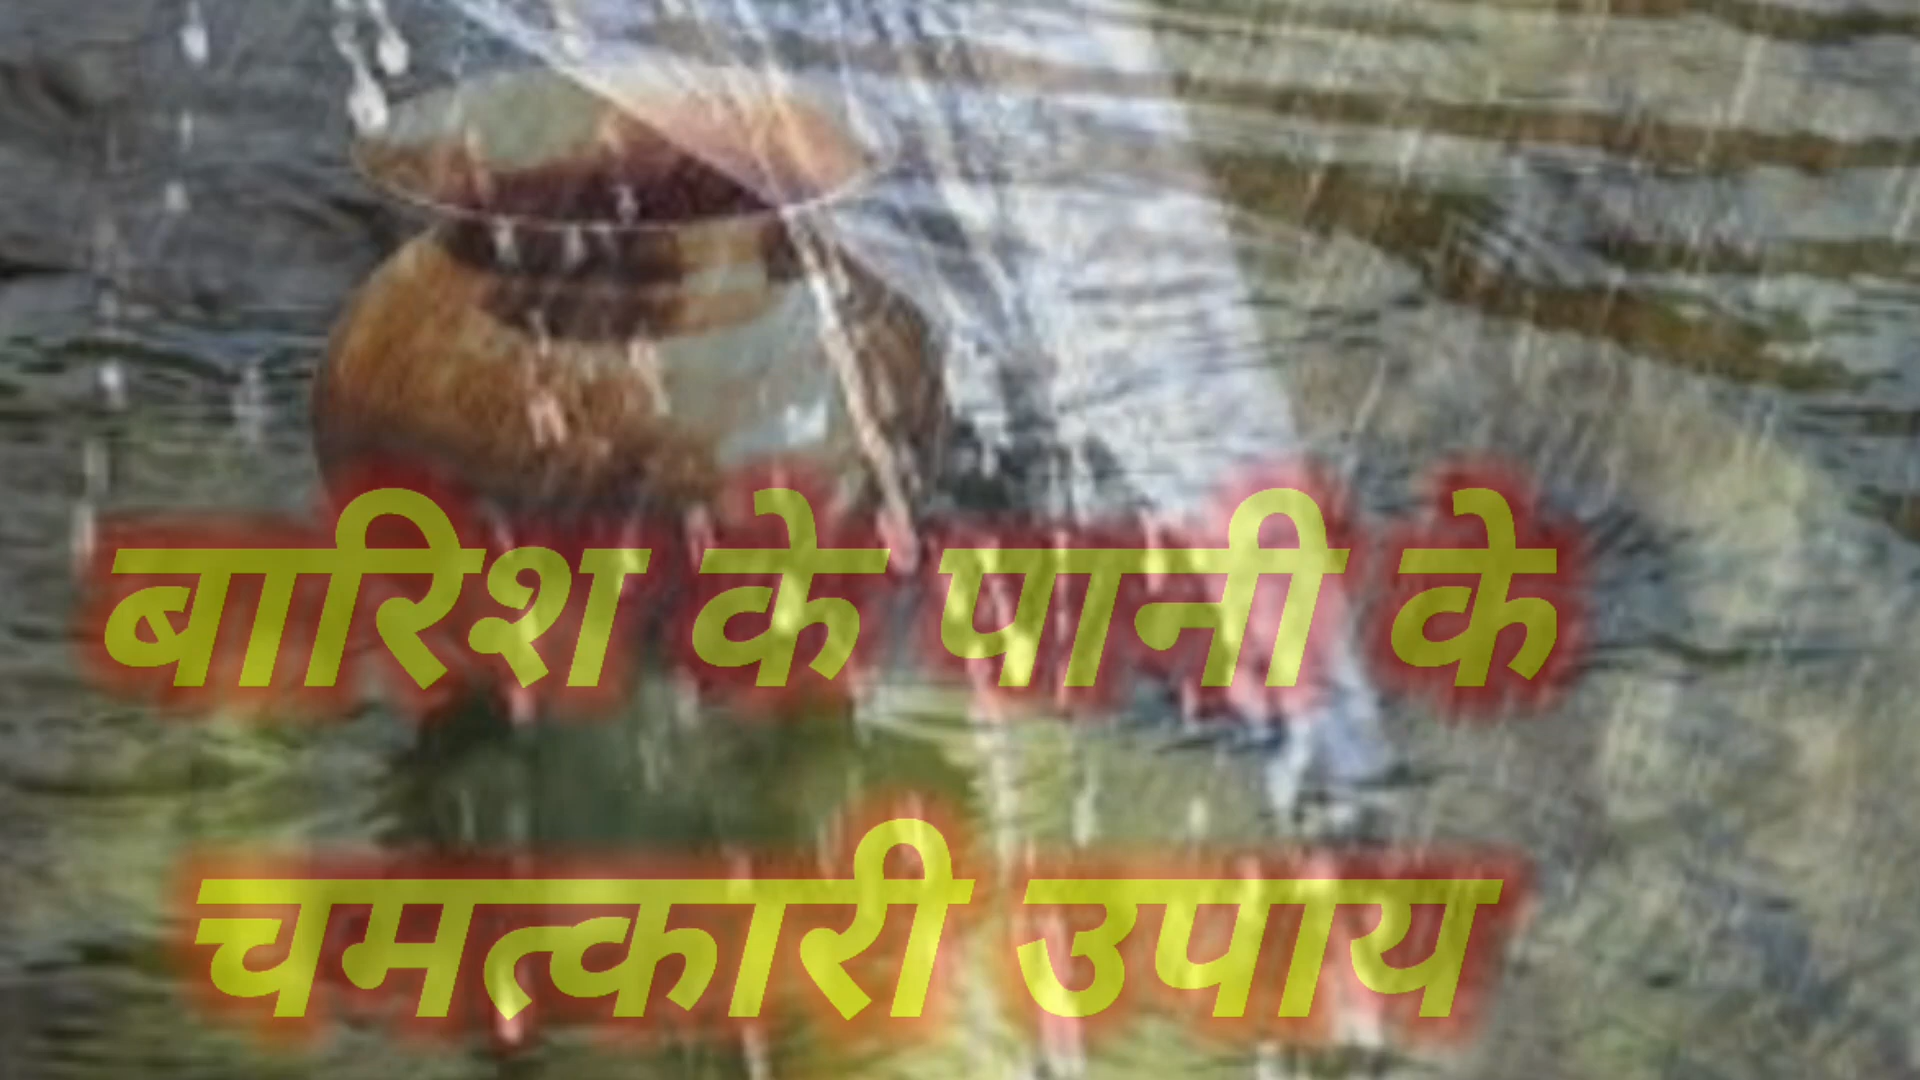 बारिश के पानी के
चमत्कारी उपाय